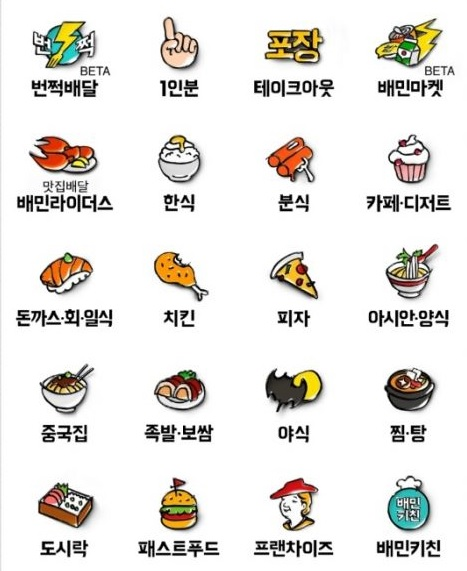 번쩍
BETA
번쩍배달
1인분
포장
테이크아웃
BETA
배민마켓
맛집배달
배민라이더스
한식
분식
카페·디저트
돈까스·회·일식
치킨
피자
아시안·양식
중국집
족발·보쌈
야식
찜·탕
도시락
패스트푸드
프랜차이즈
배민
키친
배민키친